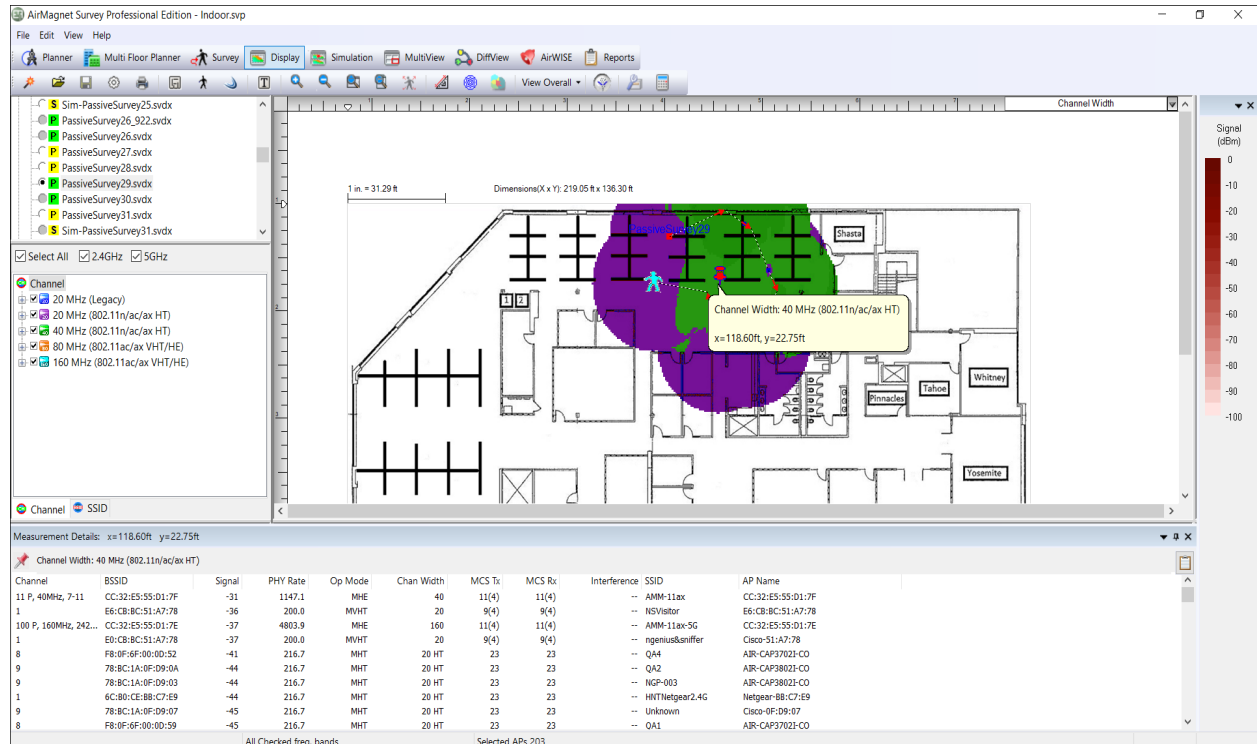 AirMagnet Survey Professional Edition - Indoor.svp
File Edit View Help
Planner Multi Floor Planner Survey Display Simulation MultiView DiffView AirWISE Reports
T View Overall
S Sim-PassiveSurvey25.svdx
P PassiveSurvey26_922.svdx
P PassiveSurvey26.svdx
P PassiveSurvey27.svdx
P PassiveSurvey28.svdx
P PassiveSurvey29.svdx
P PassiveSurvey30.svdx
P PassiveSurvey31.svdx
S Sim-PassiveSurvey31.svdx
Select All 2.4GHz 5GHz
Channel
20 MHz (Legacy)
20 MHz (802.11n/ac/ax HT)
40 MHz (802.11n/ac/ax HT)
80 MHz (802.11ac/ax VHT/HE)
160 MHz (802.11ac/ax VHT/HE)
Channel SSID
Channel Width
1 in. = 31.29 ft Dimensions(X x Y): 219.05 ft x 136.30 ft
PassiveSurvey29
Shasta
1 2
Channel Width: 40 MHz (802.11n/ac/ax HT)
x=118.60ft, y=22.75ft
Whitney
Tahoe
Pinnacles
Yosemite
Signal
(dBm)
0
-10
-20
-30
-40
-50
-60
-70
-80
-90
-100
Measurement Details: x=118.60ft y=22.75ft
Channel Width: 40 MHz (802.11n/ac/ax HT)
Channel BSSID Signal PHY Rate Op Mode Chan Width MCS Tx MCS Rx Interference SSID AP Name
11 P, 40MHz, 7-11 CC:32:E5:55:D1:7F -31 1147.1 MHE 40 11(4) 11(4) -- AMM-11ax CC:32:E5:55:D1:7F
1 E6:CB:BC:51:A7:78 -36 200.0 MVHT 20 9(4) 9(4) -- NSVisitor E6:CB:BC:51:A7:78
100 P, 160MHz, 242... CC:32:E5:55:D1:7E -37 4803.9 MHE 160 11(4) 11(4) -- AMM-11ax-5G CC:32:E5:55:D1:7E
1 E0:CB:BC:51:A7:78 -37 200.0 MVHT 20 9(4) 9(4) -- ngenius&sniffer Cisco-51:A7:78
8 F8:0F:6F:00:0D:52 -41 216.7 MHT 20 HT 23 23 -- QA4 AIR-CAP3702I-CO
9 78:BC:1A:0F:D9:0A -44 216.7 MHT 20 HT 23 23 -- QA2 AIR-CAP3802I-CO
9 78:BC:1A:0F:D9:03 -44 216.7 MHT 20 HT 23 23 -- NGP-003 AIR-CAP3802I-CO
1 6C:B0:CE:BB:C7:E9 -44 216.7 MHT 20 HT 23 23 -- HNTNetgear2.4G Netgear-BB:C7:E9
9 78:BC:1A:0F:D9:07 -45 216.7 MHT 20 HT 23 23 -- Unknown Cisco-0F:D9:07
8 F8:0F:6F:00:0D:59 -45 216.7 MHT 20 HT 23 23 -- QA1 AIR-CAP3702I-CO
All Checked freq. bands Selected APs 203